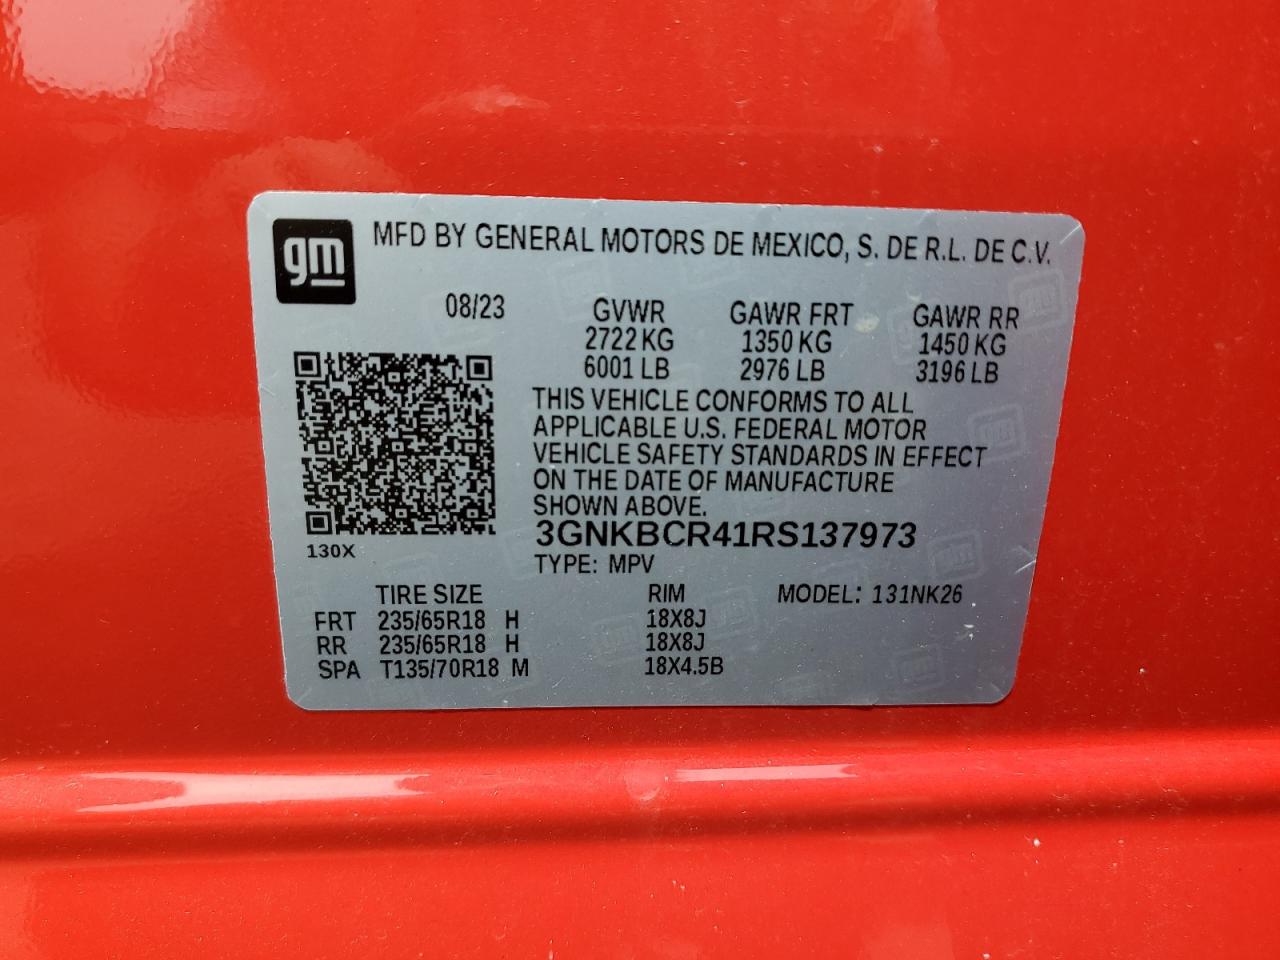 gm
MFD BY GENERAL MOTORS DE MEXICO, S. DE R.L. DE C.V.
08/23 GVWR GAWR FRT GAWR RR
2722 KG 1350 KG 1450 KG
6001 LB 2976 LB 3196 LB
THIS VEHICLE CONFORMS TO ALL
APPLICABLE U.S. FEDERAL MOTOR
VEHICLE SAFETY STANDARDS IN EFFECT
ON THE DATE OF MANUFACTURE
SHOWN ABOVE.
3GNKBCR41RS137973
130X
TYPE: MPV
TIRE SIZE RIM MODEL: 131NK26
FRT 235/65R18 H 18X8J
RR 235/65R18 H 18X8J
SPA T135/70R18 M 18X4.5B